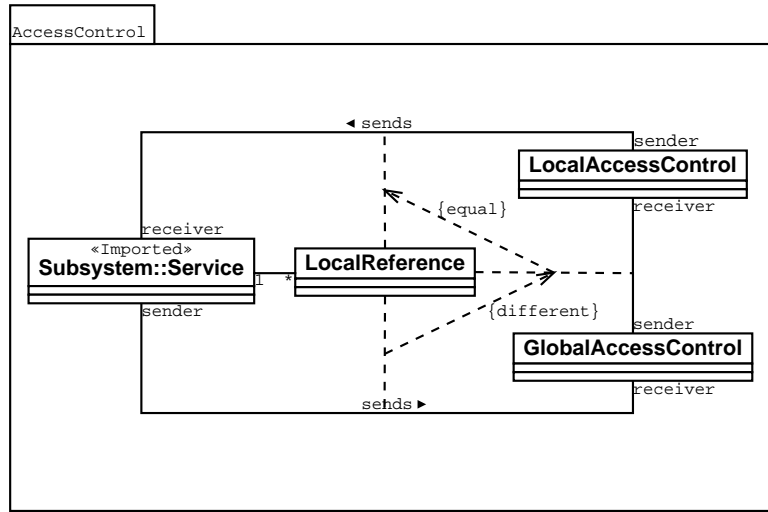 AccessControl
◄ sends
sender
LocalAccessControl
receiver
{equal}
receiver
«Imported»
Subsystem::Service
sender
1
*
LocalReference
{different}
sender
GlobalAccessControl
receiver
sends ►